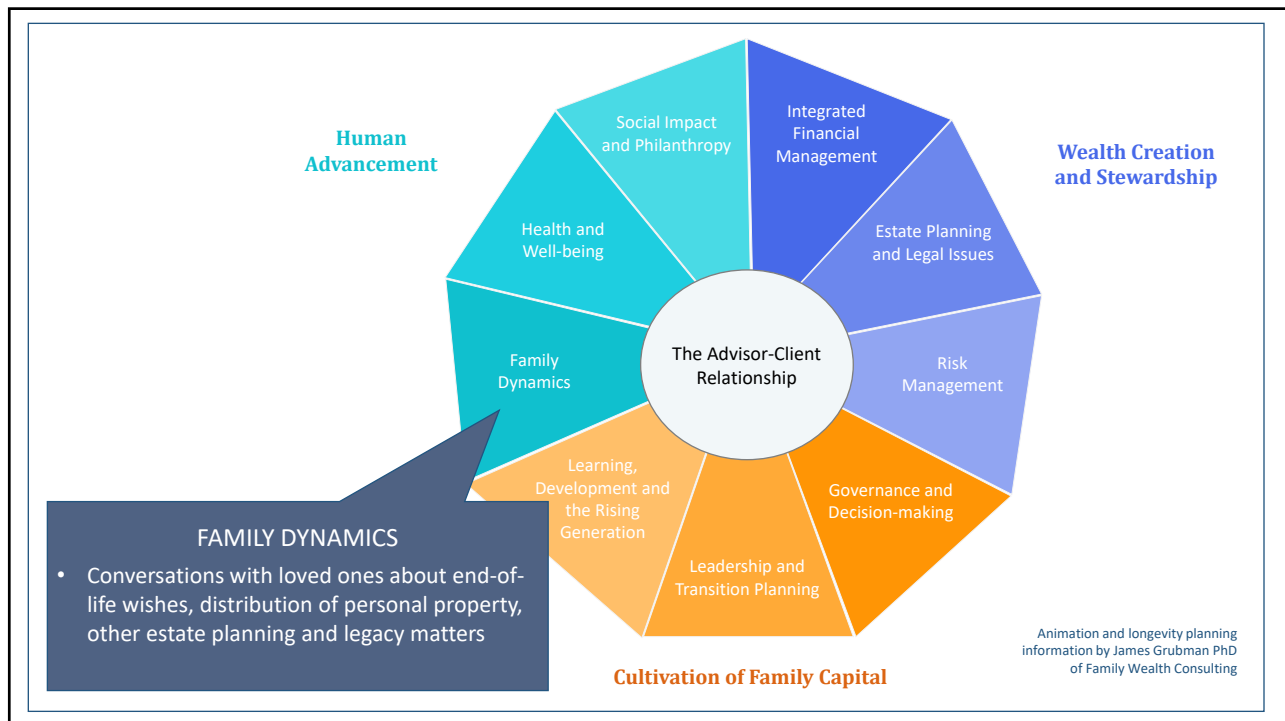 Human
Advancement
Social Impact
and Philanthropy
Integrated
Financial
Management
Wealth Creation
and Stewardship
Health and
Well-being
Estate Planning
and Legal Issues
Family
Dynamics
The Advisor-Client
Relationship
Risk
Management
Learning,
Development and
the Rising
Generation
Governance and
Decision-making
Leadership and
Transition Planning
FAMILY DYNAMICS
• Conversations with loved ones about end-of-
life wishes, distribution of personal property,
other estate planning and legacy matters
Cultivation of Family Capital
Animation and longevity planning
information by James Grubman PhD
of Family Wealth Consulting